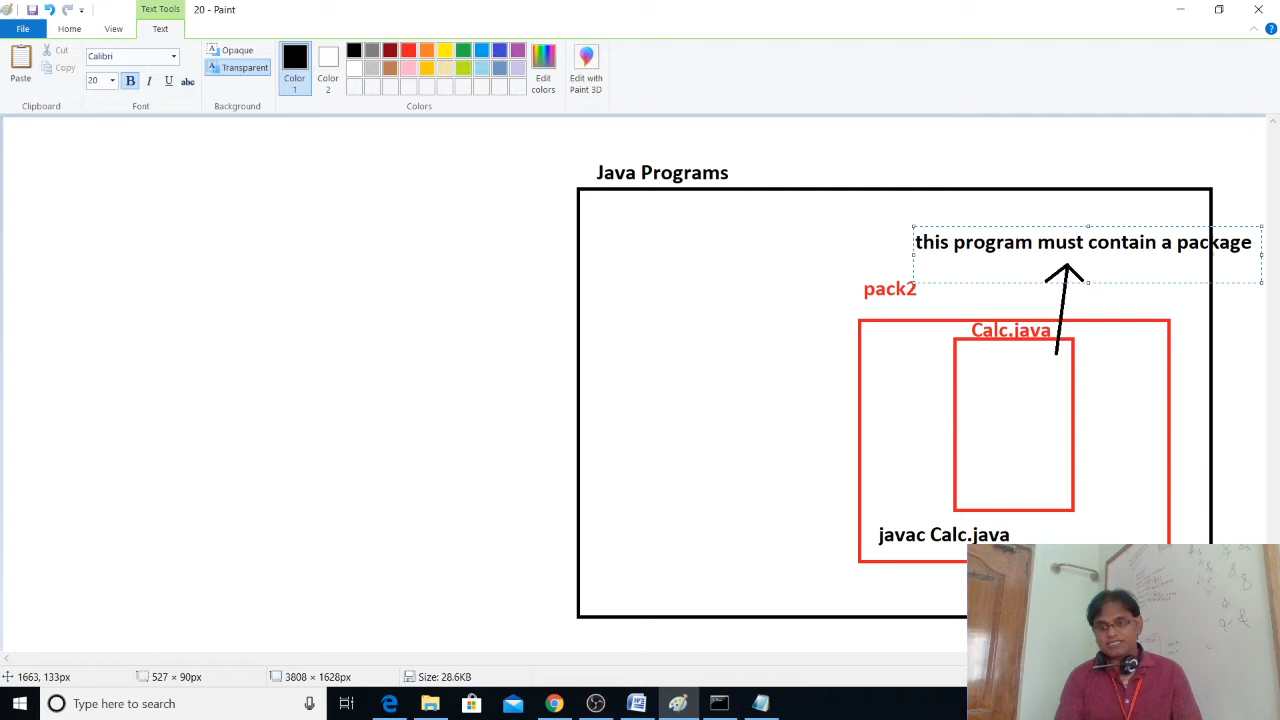 Text Tools
20 - Paint
File
Home
View
Text
Paste
Cut
Copy
Clipboard
Calibri
20
B
I
U
abc
Font
Opaque
Transparent
Background
Color
1
Color
2
Edit
colors
Edit with
Paint 3D
Colors
Java Programs
this program must contain a package
pack2
Calc.java
javac Calc.java
1663, 133px
527 × 90px
3808 × 1628px
Size: 28.6KB
Type here to search